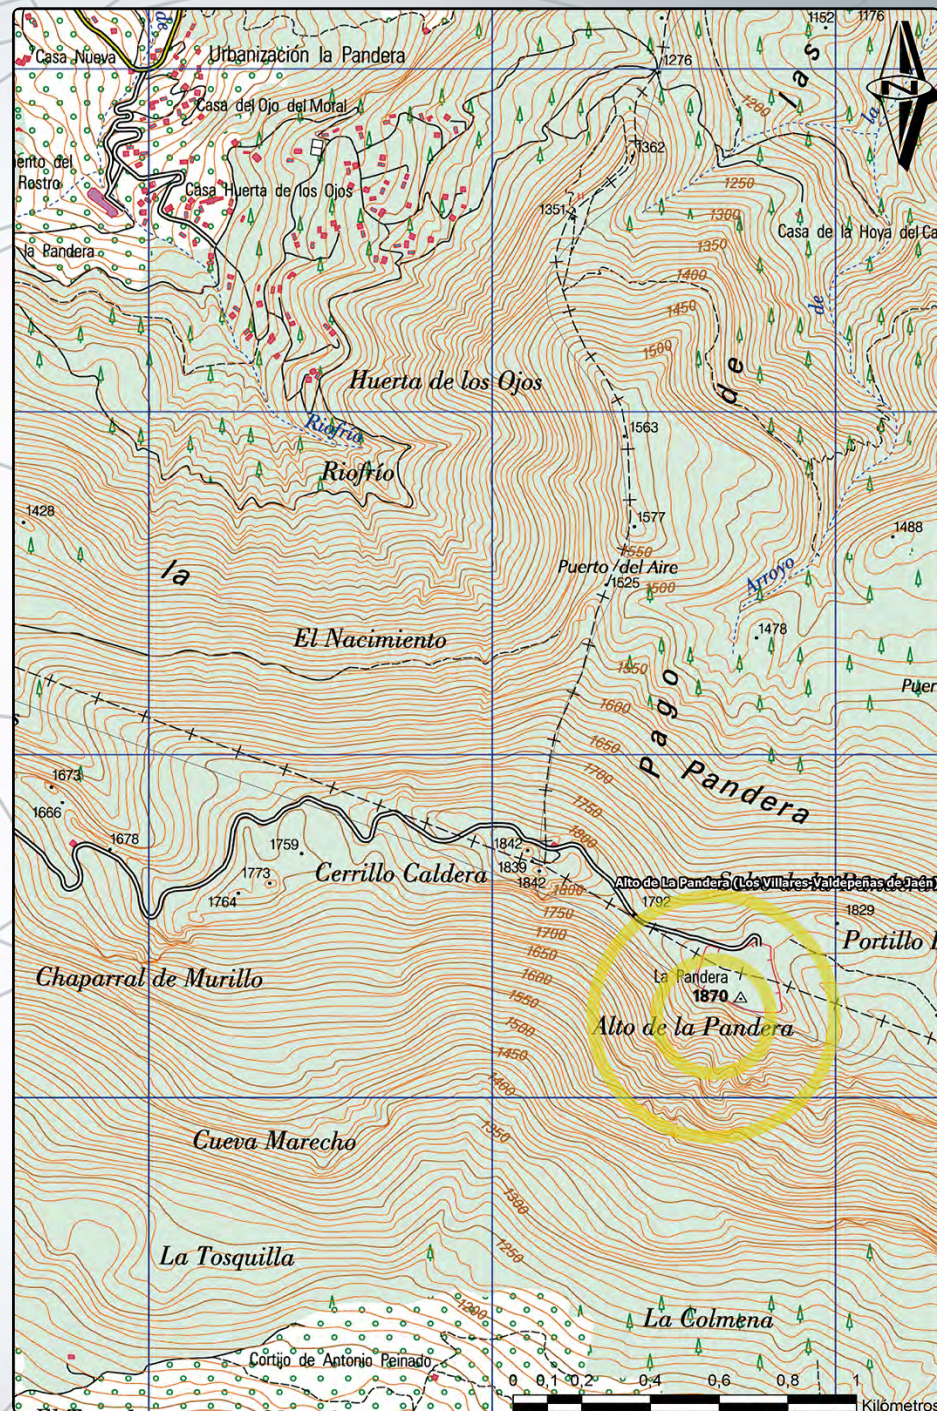 de
1152
1176
Casa Nueva
Urbanización la Pandera
1276
las
Casa del Ojo del Moral
1200
la
N
1362
ento del
Rostro
Casa Huerta de los Ojos
1250
1351
1300
Casa de la Hoya del Ca
la Pandera
1350
1400
de
1450
1500
Huerta de los Ojos
de
Riofrío
1563
Riofrío
1428
1577
1488
1550
Puerto del Aire
1525
1500
Arroyo
la
1478
El Nacimiento
1550
Puer
1600
Pago
s
1650
1673
1700
Pandera
1666
1750
1678
1800
1759
1842
Cerrillo Caldera
1839
1773
1842
Alto de La Pandera (Los Villares-Valdepeñas de Jaén)
1800
1764
1792
1750
1829
1700
Portillo
1650
Chaparral de Murillo
1600
La Pandera
1870
1550
1500
Alto de la Pandera
1450
1400
1350
Cueva Marecho
1300
1250
La Tosquilla
1200
La Colmena
Cortijo de Antonio Peinado
0 0,1 0,2 0,4 0,6 0,8 1
Kilómetros